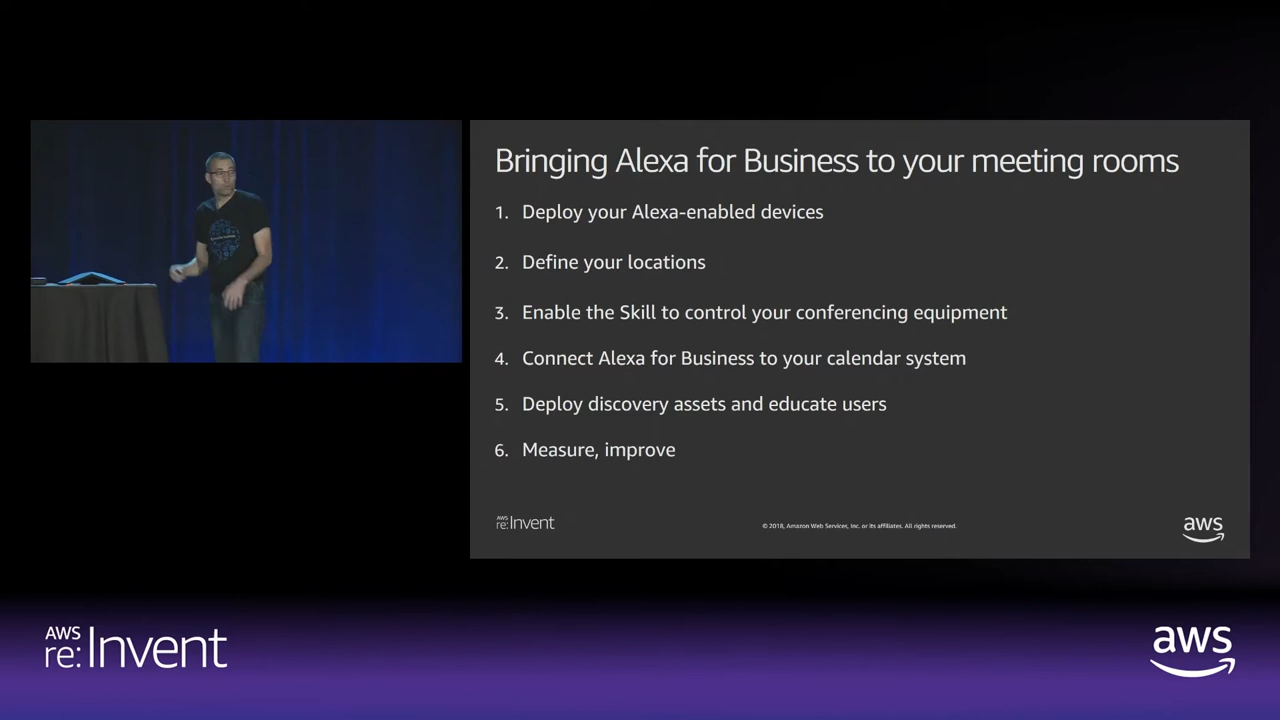 Bringing Alexa for Business to your meeting rooms
1. Deploy your Alexa-enabled devices
2. Define your locations
3. Enable the Skill to control your conferencing equipment
4. Connect Alexa for Business to your calendar system
5. Deploy discovery assets and educate users
6. Measure, improve
AWS
re:Invent
© 2018, Amazon Web Services, Inc. or its affiliates. All rights reserved.
aws
AWS
re:Invent
aws